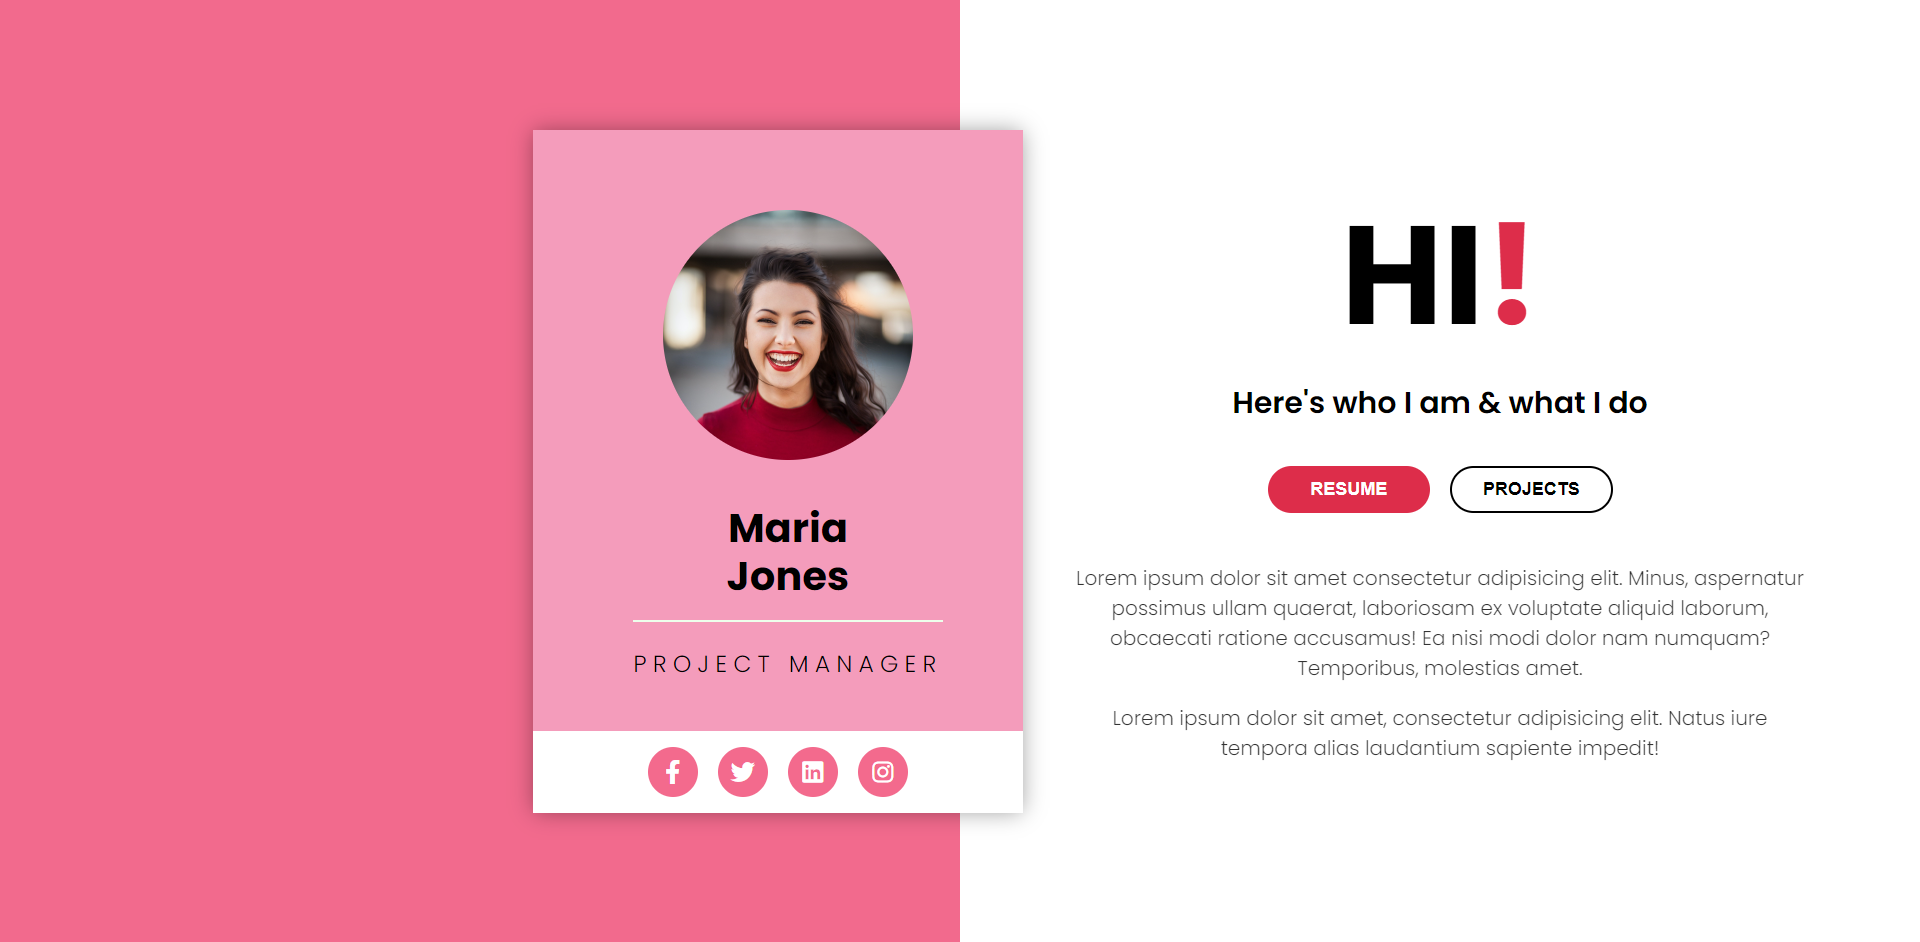 Maria
Jones
PROJECT MANAGER
HI!
Here's who I am & what I do
RESUME
PROJECTS
Lorem ipsum dolor sit amet consectetur adipisicing elit. Minus, aspernatur
possimus ullam quaerat, laboriosam ex voluptate aliquid laborum,
obcaecati ratione accusamus! Ea nisi modi dolor nam numquam?
Temporibus, molestias amet.
Lorem ipsum dolor sit amet, consectetur adipisicing elit. Natus iure
tempora alias laudantium sapiente impedit!